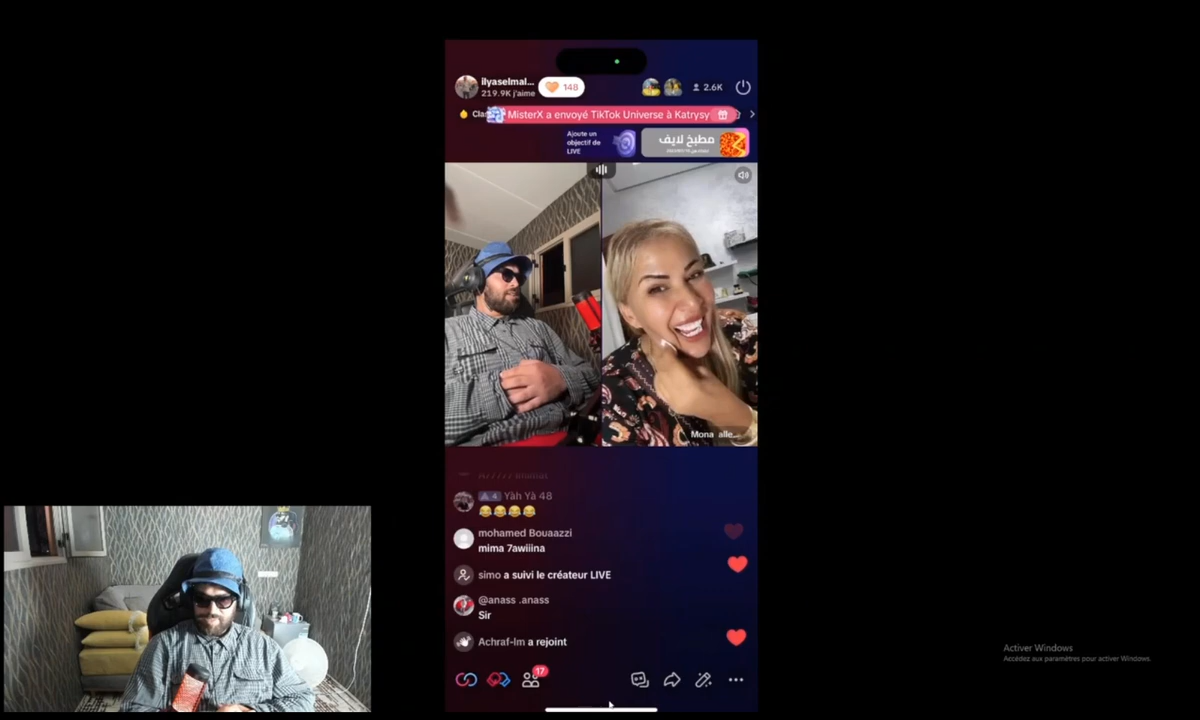 ilyaselmal...
219.9K j'aime
148
2.6K
Cla
MisterX a envoyé TikTok Universe à Katrysy
Ajoute un
objectif de
LIVE
مطبخ لايف
Mona alle...
4 Yàh Yà 48
😂😂😂😂
mohamed Bouaazzi
mima 7awiiina
simo a suivi le créateur LIVE
@anass .anass
Sir
Achraf-lm a rejoint
17
Activer Windows
Accédez aux paramètres pour activer Windows.